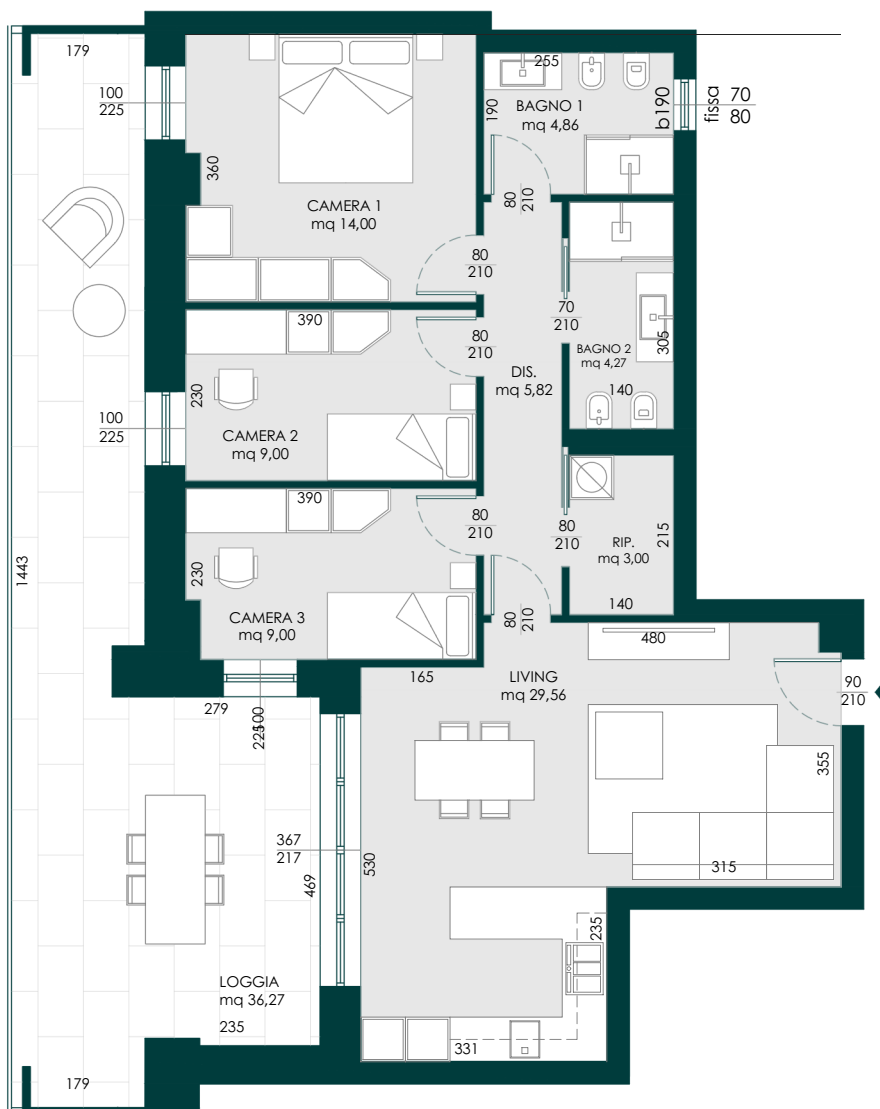 179
100
225
360
CAMERA 1
mq 14,00
80
210
255
190
BAGNO 1
mq 4,86
b190
fissa
70
80
80
210
390
80
210
230
CAMERA 2
mq 9,00
100
225
DIS.
mq 5,82
70
210
BAGNO 2
mq 4,27
305
140
390
80
210
230
CAMERA 3
mq 9,00
80
210
RIP.
mq 3,00
215
140
80
210
1443
165
LIVING
mq 29,56
480
90
210
279
100
225
355
367
217
469
530
315
235
LOGGIA
mq 36,27
235
331
179